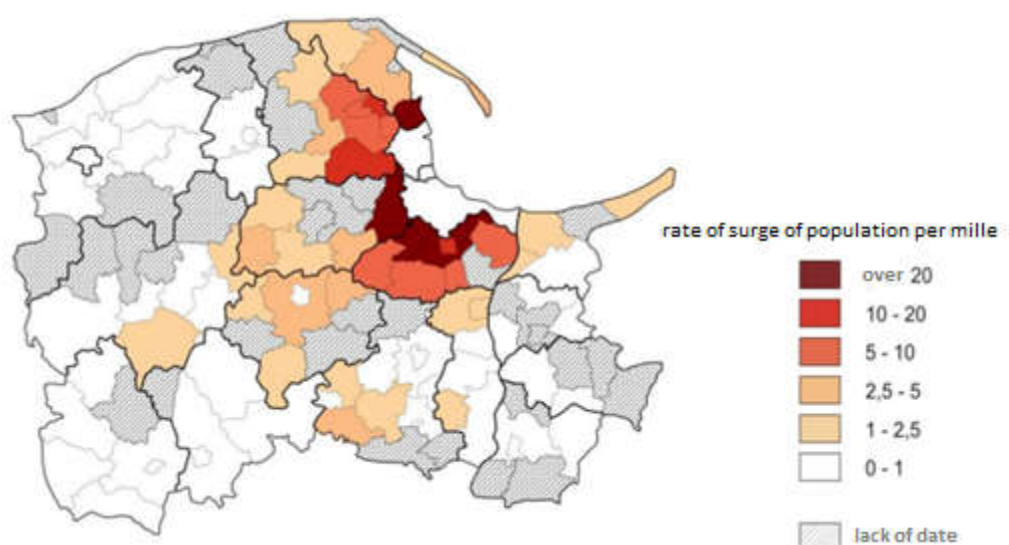 rate of surge of population per mille
over 20
10 - 20
5 - 10
2,5 - 5
1 - 2,5
0 - 1
lack of date